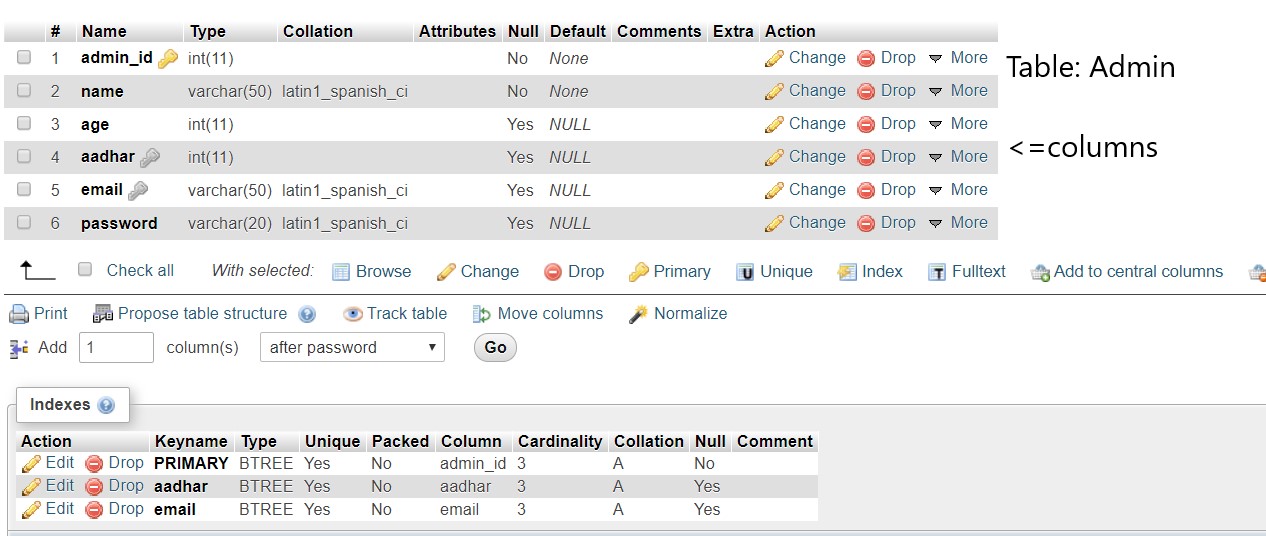 # Name Type Collation Attributes Null Default Comments Extra Action
1 admin_id int(11) No None Change Drop More
Table: Admin
2 name varchar(50) latin1_spanish_ci No None Change Drop More
3 age int(11) Yes NULL Change Drop More
<=columns
4 aadhar int(11) Yes NULL Change Drop More
5 email varchar(50) latin1_spanish_ci Yes NULL Change Drop More
6 password varchar(20) latin1_spanish_ci Yes NULL Change Drop More
Check all With selected: Browse Change Drop Primary U Unique Index T Fulltext Add to central columns
Print Propose table structure Track table Move columns Normalize
Add 1 column(s) after password Go
Indexes
Action Keyname Type Unique Packed Column Cardinality Collation Null Comment
Edit Drop PRIMARY BTREE Yes No admin_id 3 A No
Edit Drop aadhar BTREE Yes No aadhar 3 A Yes
Edit Drop email BTREE Yes No email 3 A Yes